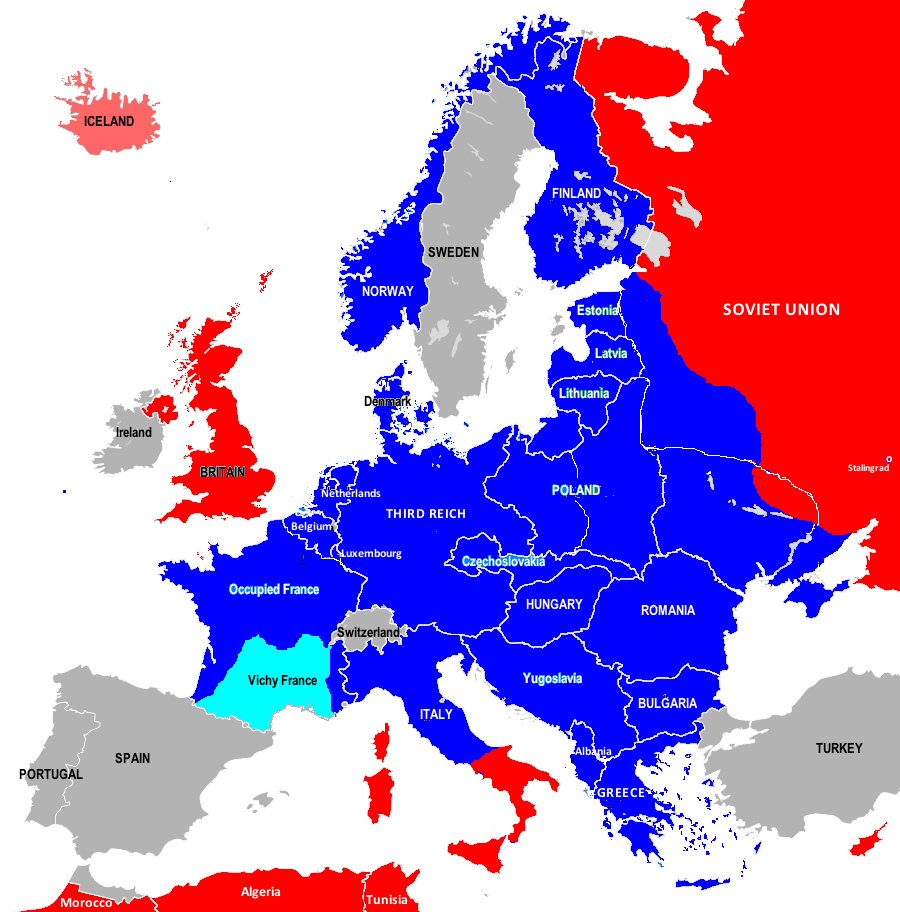 ICELAND
FINLAND
SWEDEN
NORWAY
SOVIET UNION
Estonia
Latvia
Lithuania
Denmark
Ireland
BRITAIN
Stalingrad
Netherlands
POLAND
THIRD REICH
Belgium
Luxembourg
Czechoslovakia
Occupied France
HUNGARY
ROMANIA
Switzerland
Vichy France
Yugoslavia
BULGARIA
ITALY
TURKEY
SPAIN
PORTUGAL
Albania
GREECE
Algeria
Morocco
Tunisia